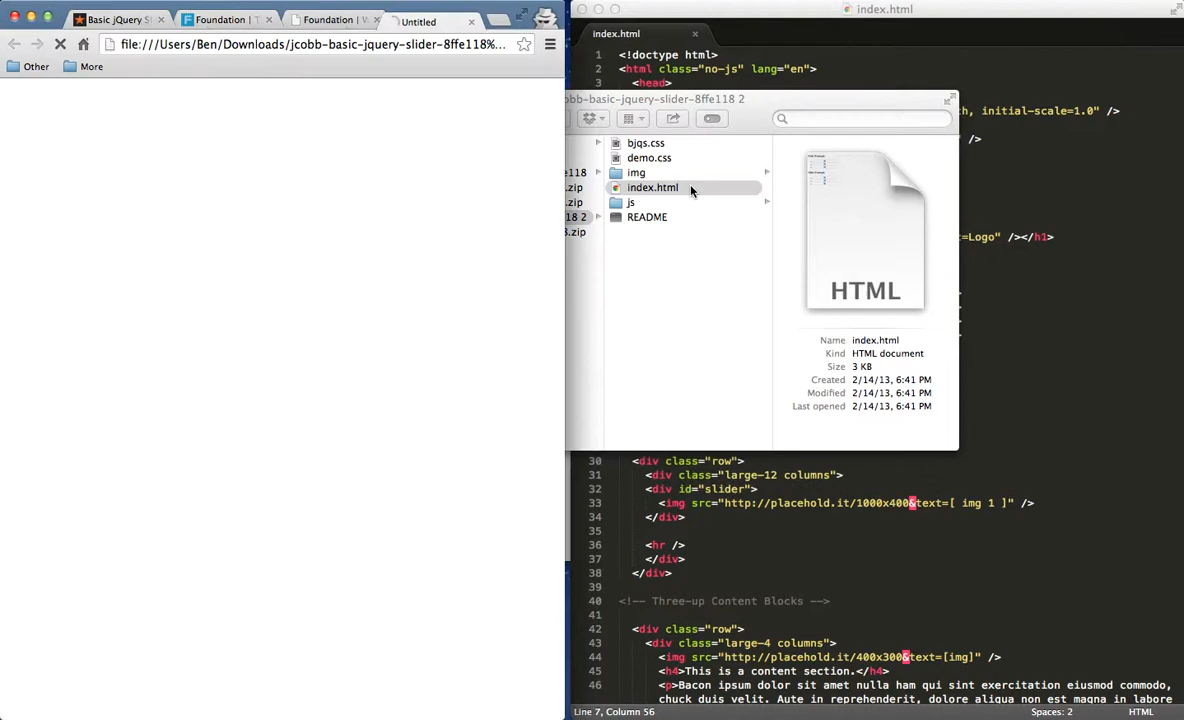 Basic jQuery S
Foundation | T
Foundation | W
Untitled
file:///Users/Ben/Downloads/jcobb-basic-jquery-slider-8ffe118%...
Other
More
index.html
index.html
1 <!doctype html>
2 <html class="no-js" lang="en">
3 <head>
h, initial-scale=1.0" />
/>
=Logo" /></h1>
obb-basic-jquery-slider-8ffe118 2
e118
.zip
.zip
18 2
8.zip
bjqs.css
demo.css
img
index.html
js
README
HTML
Name index.html
Kind HTML document
Size 3 KB
Created 2/14/13, 6:41 PM
Modified 2/14/13, 6:41 PM
Last opened 2/14/13, 6:41 PM
30 <div class="row">
31 <div class="large-12 columns">
32 <div id="slider">
33 <img src="http://placehold.it/1000x400&text=[ img 1 ]" />
34 </div>
35
36 <hr />
37 </div>
38 </div>
39
40 <!-- Three-up Content Blocks -->
41
42 <div class="row">
43 <div class="large-4 columns">
44 <img src="http://placehold.it/400x300&text=[img]" />
45 <h4>This is a content section.</h4>
46 <p>Bacon ipsum dolor sit amet nulla ham qui sint exercitation eiusmod commodo,
chuck duis velit. Aute in reprehenderit, dolore aliqua non est magna in labore
Line 7, Column 56
Spaces: 2
HTML